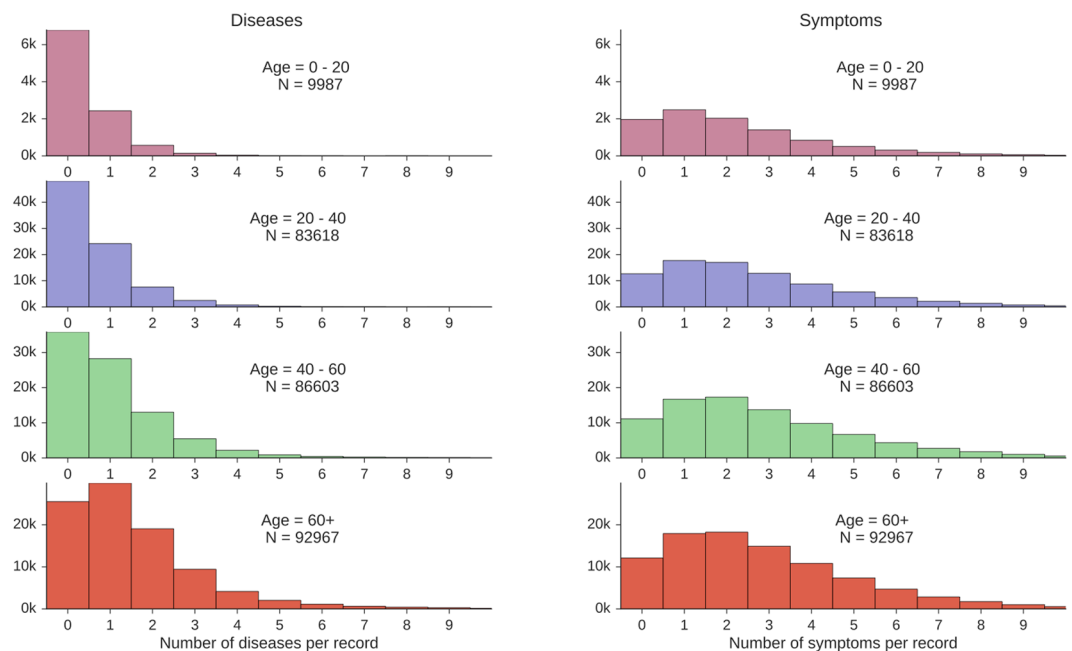 Diseases
6k
4k
2k
0k
Age = 0 - 20
N = 9987
0 1 2 3 4 5 6 7 8 9
40k
30k
20k
10k
0k
Age = 20 - 40
N = 83618
0 1 2 3 4 5 6 7 8 9
30k
20k
10k
0k
Age = 40 - 60
N = 86603
0 1 2 3 4 5 6 7 8 9
20k
10k
0k
Age = 60+
N = 92967
0 1 2 3 4 5 6 7 8 9
Number of diseases per record
Symptoms
6k
4k
2k
0k
Age = 0 - 20
N = 9987
0 1 2 3 4 5 6 7 8 9
40k
30k
20k
10k
0k
Age = 20 - 40
N = 83618
0 1 2 3 4 5 6 7 8 9
30k
20k
10k
0k
Age = 40 - 60
N = 86603
0 1 2 3 4 5 6 7 8 9
20k
10k
0k
Age = 60+
N = 92967
0 1 2 3 4 5 6 7 8 9
Number of symptoms per record